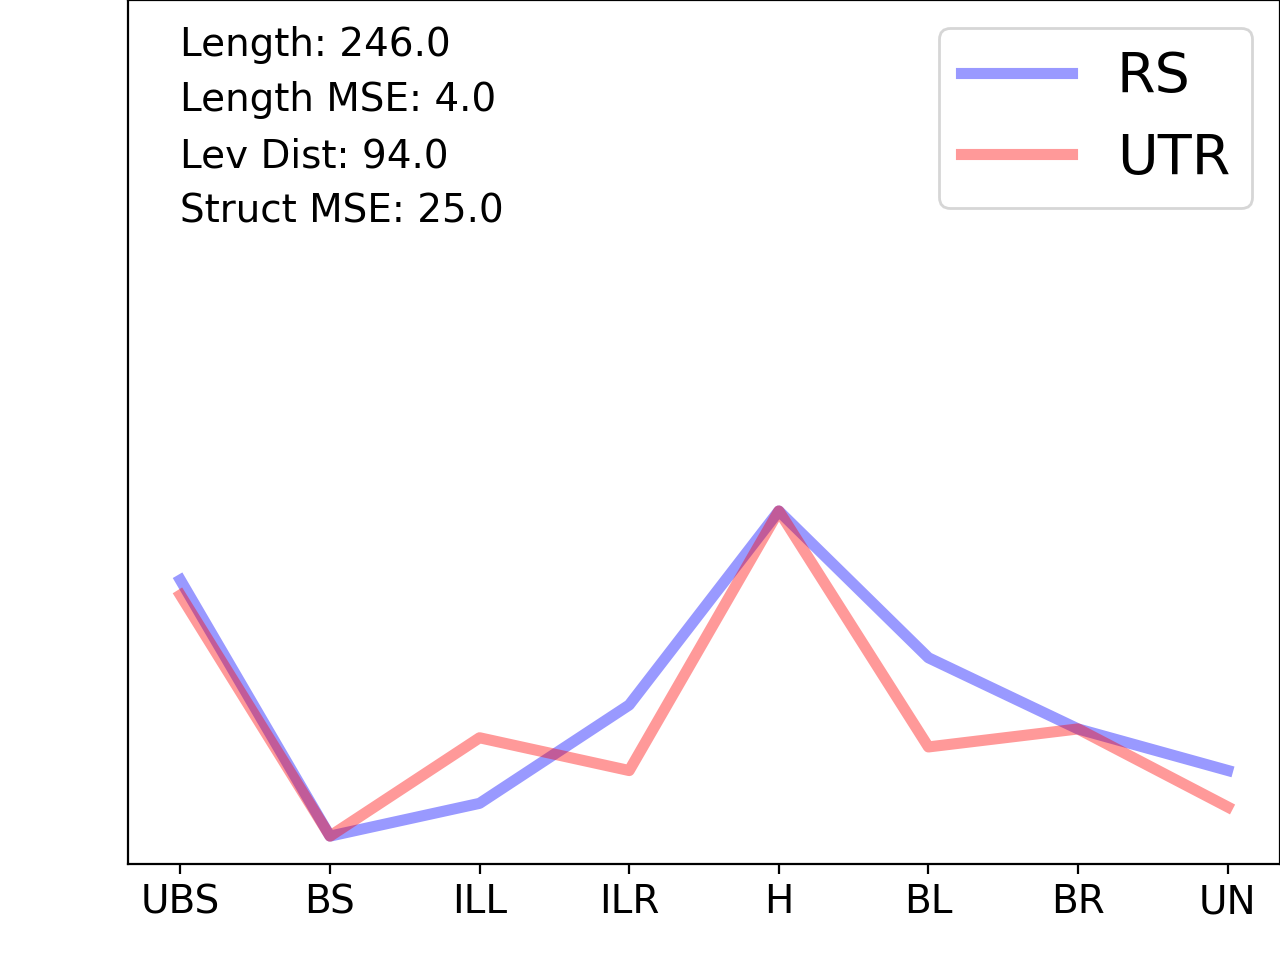 Length: 246.0
Length MSE: 4.0
Lev Dist: 94.0
Struct MSE: 25.0
RS
UTR
UBS BS ILL ILR H BL BR UN